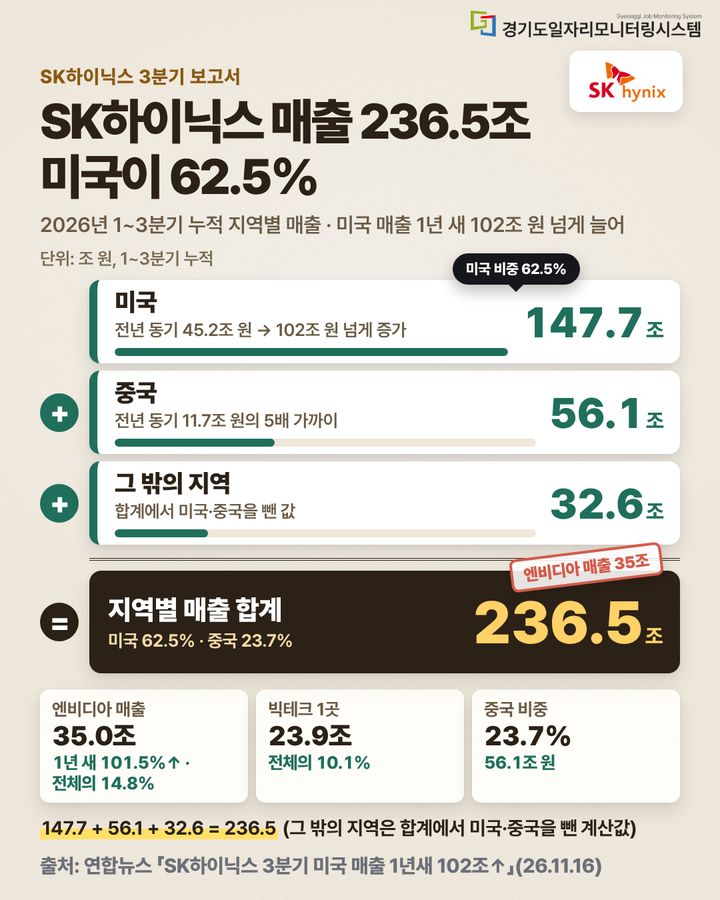 Gyeonggi Job Monitoring System
경기도일자리모니터링시스템
SK하이닉스 3분기 보고서
SK hynix
SK하이닉스 매출 236.5조
미국이 62.5%
2026년 1~3분기 누적 지역별 매출 · 미국 매출 1년 새 102조 원 넘게 늘어
단위: 조 원, 1~3분기 누적
미국 비중 62.5%
미국
전년 동기 45.2조 원 → 102조 원 넘게 증가
147.7조
+
중국
전년 동기 11.7조 원의 5배 가까이
56.1조
+
그 밖의 지역
합계에서 미국·중국을 뺀 값
32.6조
엔비디아 매출 35조
=
지역별 매출 합계
미국 62.5% · 중국 23.7%
236.5조
엔비디아 매출
35.0조
1년 새 101.5%↑ ·
전체의 14.8%
빅테크 1곳
23.9조
전체의 10.1%
중국 비중
23.7%
56.1조 원
147.7 + 56.1 + 32.6 = 236.5 (그 밖의 지역은 합계에서 미국·중국을 뺀 계산값)
출처: 연합뉴스 「SK하이닉스 3분기 미국 매출 1년새 102조↑」(26.11.16)